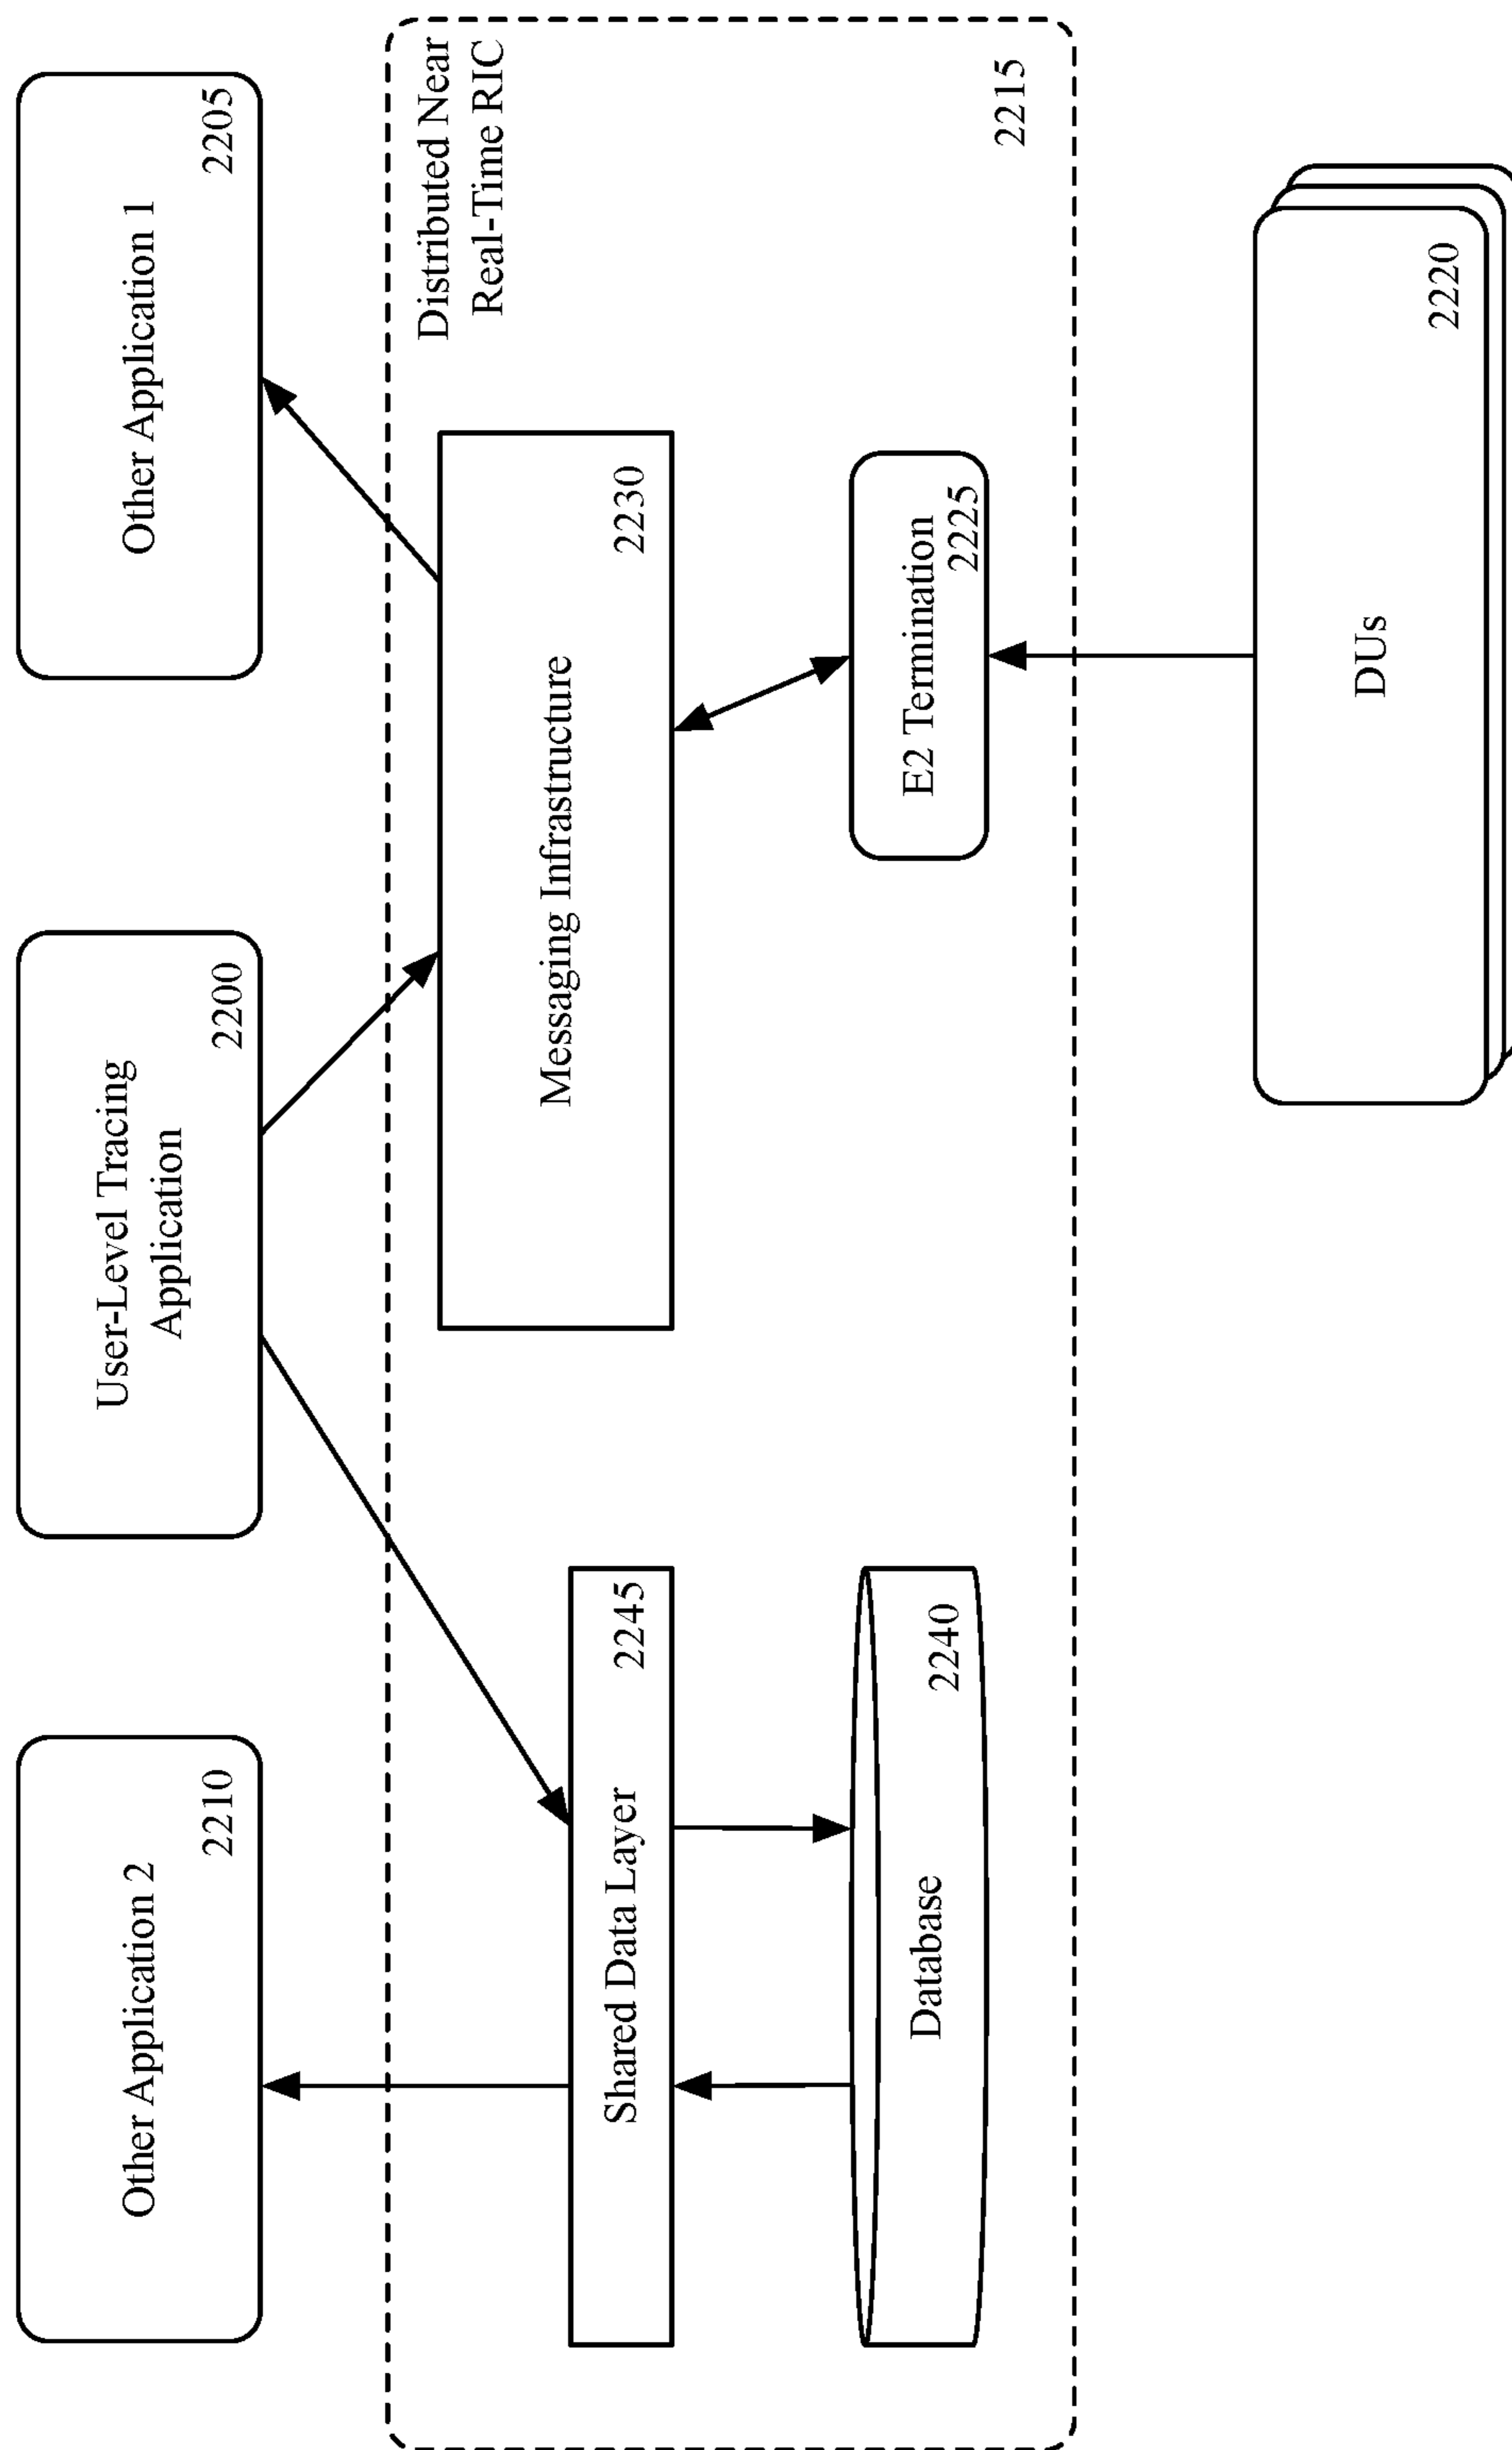 Other Application 2
2210
User-Level Tracing
Application
2200
Other Application 1
2205
Distributed Near
Real-Time RIC
Shared Data Layer
2245
Messaging Infrastructure
2230
Database
2240
E2 Termination
2225
2215
DUs
2220